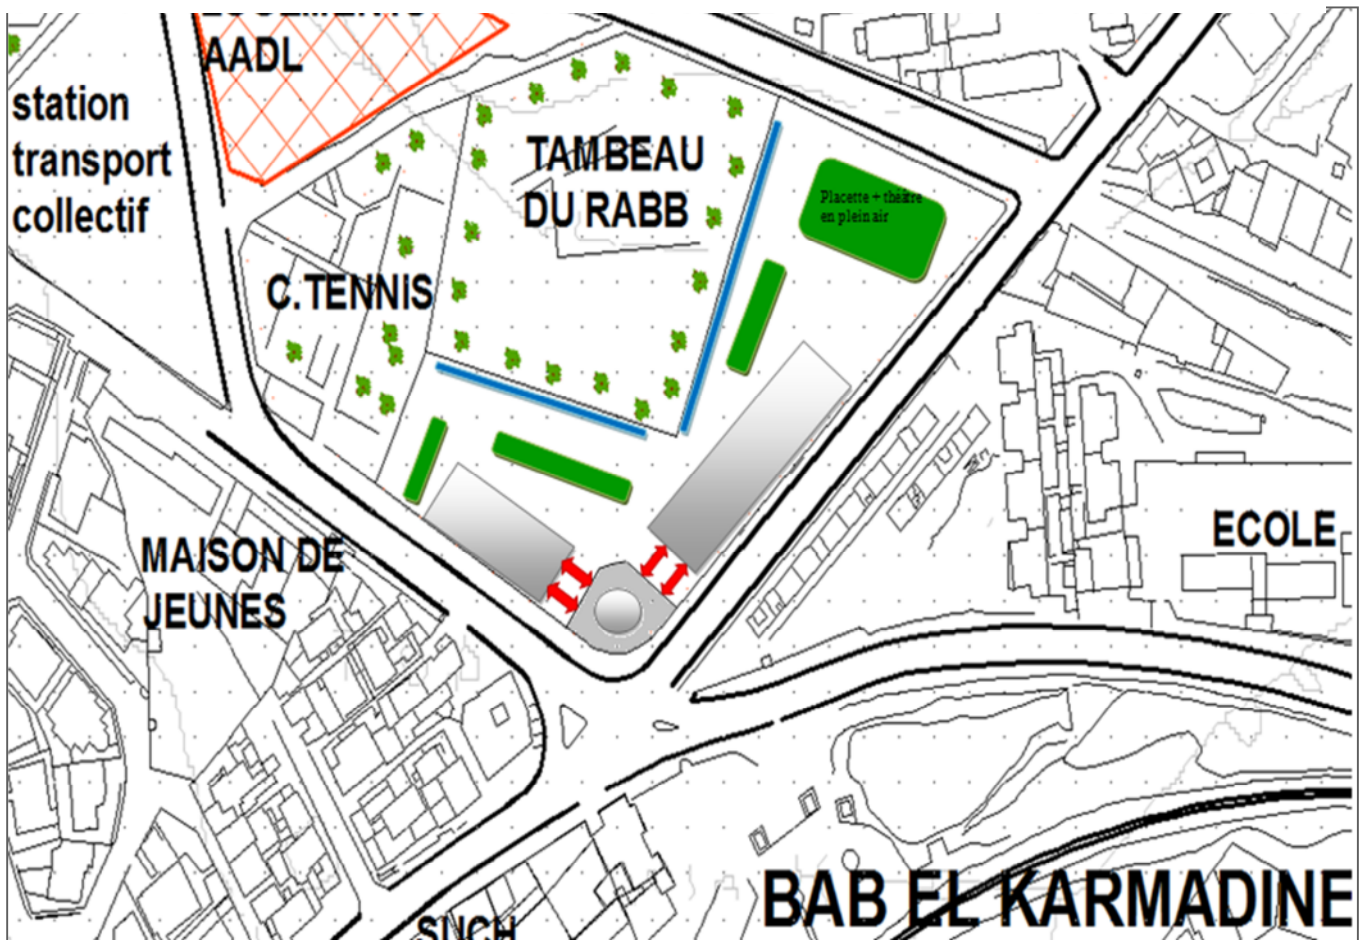 AADL
station
transport
collectif
TAMBEAU
DU RABB
Placette + théatre
en plein air
C.TENNIS
MAISON DE
JEUNES
ECOLE
BAB EL KARMADINE